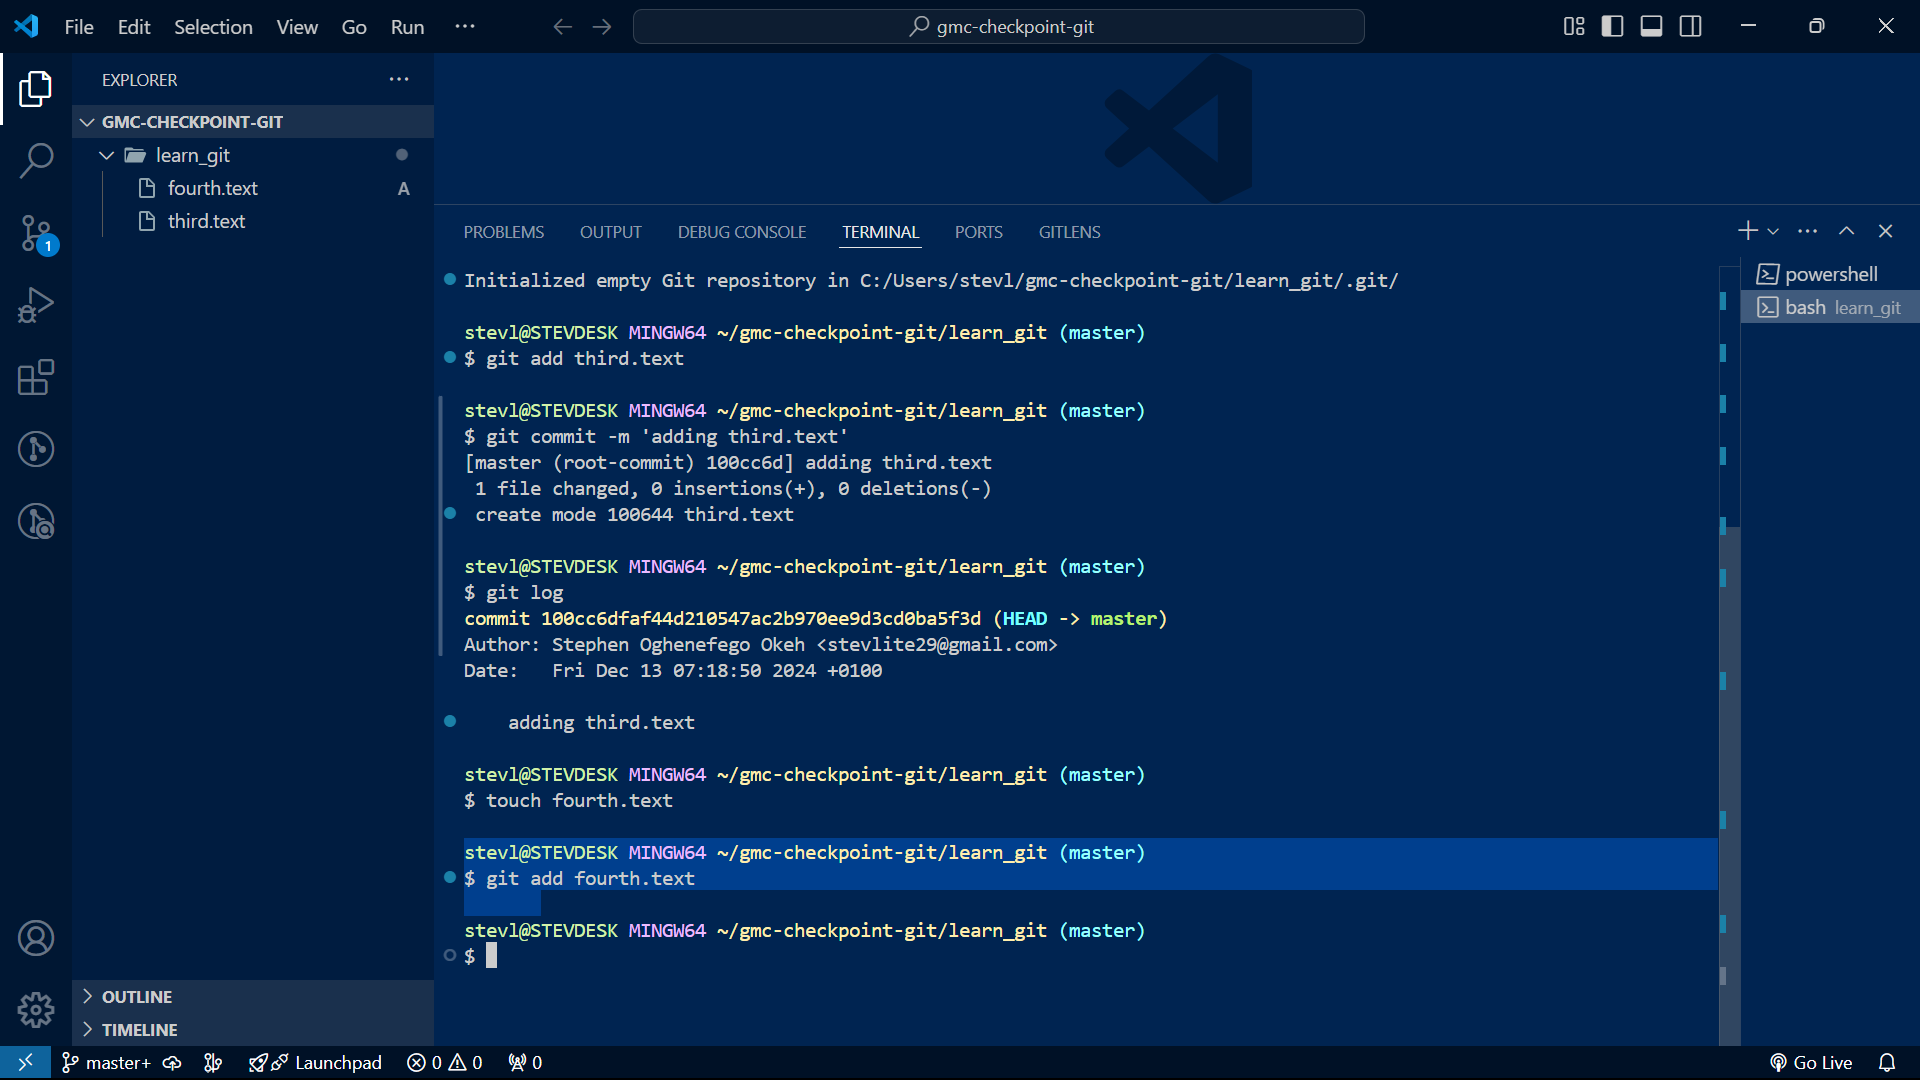 File Edit Selection View Go Run ···
gmc-checkpoint-git
EXPLORER ···
GMC-CHECKPOINT-GIT
learn_git
fourth.text A
third.text
1
PROBLEMS OUTPUT DEBUG CONSOLE TERMINAL PORTS GITLENS
powershell
bash learn_git
Initialized empty Git repository in C:/Users/stevl/gmc-checkpoint-git/learn_git/.git/
stevl@STEVDESK MINGW64 ~/gmc-checkpoint-git/learn_git (master)
$ git add third.text
stevl@STEVDESK MINGW64 ~/gmc-checkpoint-git/learn_git (master)
$ git commit -m 'adding third.text'
[master (root-commit) 100cc6d] adding third.text
 1 file changed, 0 insertions(+), 0 deletions(-)
 create mode 100644 third.text
stevl@STEVDESK MINGW64 ~/gmc-checkpoint-git/learn_git (master)
$ git log
commit 100cc6dfaf44d210547ac2b970ee9d3cd0ba5f3d (HEAD -> master)
Author: Stephen Oghenefego Okeh <stevlite29@gmail.com>
Date:   Fri Dec 13 07:18:50 2024 +0100
    adding third.text
stevl@STEVDESK MINGW64 ~/gmc-checkpoint-git/learn_git (master)
$ touch fourth.text
stevl@STEVDESK MINGW64 ~/gmc-checkpoint-git/learn_git (master)
$ git add fourth.text
stevl@STEVDESK MINGW64 ~/gmc-checkpoint-git/learn_git (master)
$
OUTLINE
TIMELINE
master+ Launchpad 0 0 0 Go Live